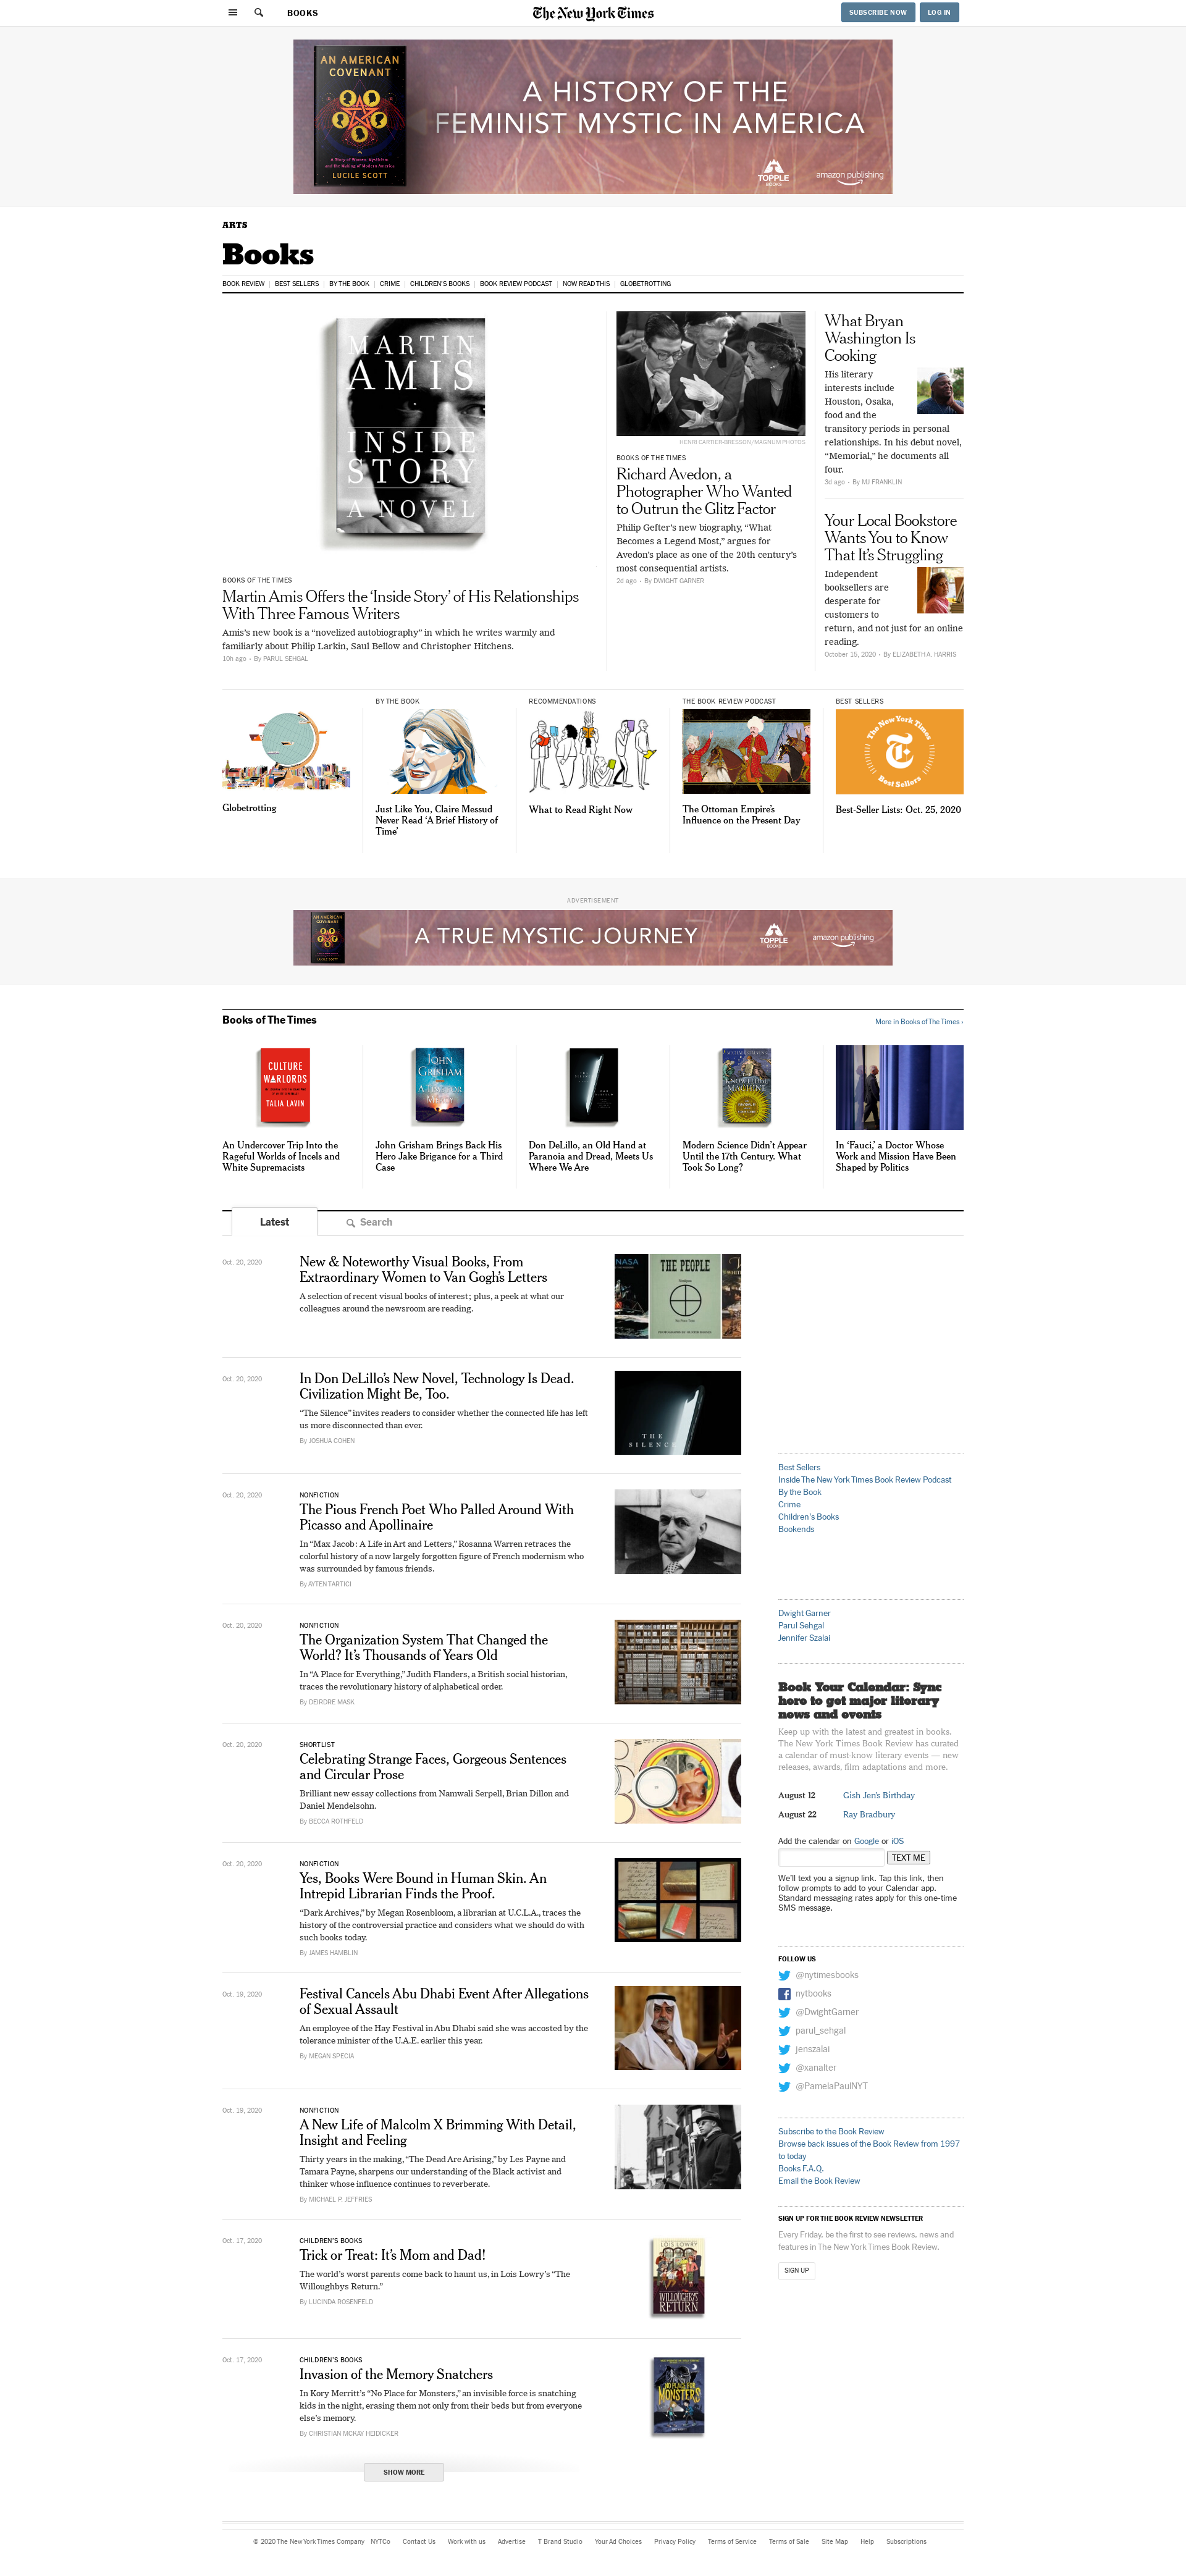 BOOKS
The New York Times
SUBSCRIBE NOW
LOG IN
AN AMERICAN
COVENANT
A Story of Women, Mysticism,
and the Making of Modern America
LUCILE SCOTT
A HISTORY OF THE
FEMINIST MYSTIC IN AMERICA
TOPPLE
BOOKS
amazon publishing
ARTS
Books
BOOK REVIEW
BEST SELLERS
BY THE BOOK
CRIME
CHILDREN'S BOOKS
BOOK REVIEW PODCAST
NOW READ THIS
GLOBETROTTING
MARTIN
AMIS
INSIDE
STORY
A NOVEL
BOOKS OF THE TIMES
Martin Amis Offers the ‘Inside Story’ of His Relationships
With Three Famous Writers
Amis’s new book is a “novelized autobiography” in which he writes warmly and
familiarly about Philip Larkin, Saul Bellow and Christopher Hitchens.
10h ago • By PARUL SEHGAL
HENRI CARTIER-BRESSON/MAGNUM PHOTOS
BOOKS OF THE TIMES
Richard Avedon, a
Photographer Who Wanted
to Outrun the Glitz Factor
Philip Gefter’s new biography, “What
Becomes a Legend Most,” argues for
Avedon’s place as one of the 20th century’s
most consequential artists.
2d ago • By DWIGHT GARNER
What Bryan
Washington Is
Cooking
His literary
interests include
Houston, Osaka,
food and the
transitory periods in personal
relationships. In his debut novel,
“Memorial,” he documents all
four.
3d ago • By MJ FRANKLIN
Your Local Bookstore
Wants You to Know
That It’s Struggling
Independent
booksellers are
desperate for
customers to
return, and not just for an online
reading.
October 15, 2020 • By ELIZABETH A. HARRIS
Globetrotting
BY THE BOOK
Just Like You, Claire Messud
Never Read ‘A Brief History of
Time’
RECOMMENDATIONS
What to Read Right Now
THE BOOK REVIEW PODCAST
The Ottoman Empire’s
Influence on the Present Day
BEST SELLERS
The New York Times
Best Sellers
Best-Seller Lists: Oct. 25, 2020
ADVERTISEMENT
AN AMERICAN
COVENANT
LUCILE SCOTT
A TRUE MYSTIC JOURNEY
TOPPLE
BOOKS
amazon publishing
Books of The Times
More in Books of The Times ›
CULTURE
WARLORDS
TALIA LAVIN
An Undercover Trip Into the
Rageful Worlds of Incels and
White Supremacists
JOHN
GRISHAM
A TIME FOR
MERCY
John Grisham Brings Back His
Hero Jake Brigance for a Third
Case
Don DeLillo, an Old Hand at
Paranoia and Dread, Meets Us
Where We Are
KNOWLEDGE
MACHINE
Modern Science Didn’t Appear
Until the 17th Century. What
Took So Long?
In ‘Fauci,’ a Doctor Whose
Work and Mission Have Been
Shaped by Politics
Latest
Search
Oct. 20, 2020
New & Noteworthy Visual Books, From
Extraordinary Women to Van Gogh’s Letters
A selection of recent visual books of interest; plus, a peek at what our
colleagues around the newsroom are reading.
NASA
THE PEOPLE
Oct. 20, 2020
In Don DeLillo’s New Novel, Technology Is Dead.
Civilization Might Be, Too.
“The Silence” invites readers to consider whether the connected life has left
us more disconnected than ever.
By JOSHUA COHEN
THE
SILENCE
Oct. 20, 2020
NONFICTION
The Pious French Poet Who Palled Around With
Picasso and Apollinaire
In “Max Jacob: A Life in Art and Letters,” Rosanna Warren retraces the
colorful history of a now largely forgotten figure of French modernism who
was surrounded by famous friends.
By AYTEN TARTICI
Oct. 20, 2020
NONFICTION
The Organization System That Changed the
World? It’s Thousands of Years Old
In “A Place for Everything,” Judith Flanders, a British social historian,
traces the revolutionary history of alphabetical order.
By DEIRDRE MASK
Oct. 20, 2020
SHORTLIST
Celebrating Strange Faces, Gorgeous Sentences
and Circular Prose
Brilliant new essay collections from Namwali Serpell, Brian Dillon and
Daniel Mendelsohn.
By BECCA ROTHFELD
Oct. 20, 2020
NONFICTION
Yes, Books Were Bound in Human Skin. An
Intrepid Librarian Finds the Proof.
“Dark Archives,” by Megan Rosenbloom, a librarian at U.C.L.A., traces the
history of the controversial practice and considers what we should do with
such books today.
By JAMES HAMBLIN
Oct. 19, 2020
Festival Cancels Abu Dhabi Event After Allegations
of Sexual Assault
An employee of the Hay Festival in Abu Dhabi said she was accosted by the
tolerance minister of the U.A.E. earlier this year.
By MEGAN SPECIA
Oct. 19, 2020
NONFICTION
A New Life of Malcolm X Brimming With Detail,
Insight and Feeling
Thirty years in the making, “The Dead Are Arising,” by Les Payne and
Tamara Payne, sharpens our understanding of the Black activist and
thinker whose influence continues to reverberate.
By MICHAEL P. JEFFRIES
Oct. 17, 2020
CHILDREN’S BOOKS
Trick or Treat: It’s Mom and Dad!
The world’s worst parents come back to haunt us, in Lois Lowry’s “The
Willoughbys Return.”
By LUCINDA ROSENFELD
LOIS LOWRY
WILLOUGHBYS
RETURN
Oct. 17, 2020
CHILDREN’S BOOKS
Invasion of the Memory Snatchers
In Kory Merritt’s “No Place for Monsters,” an invisible force is snatching
kids in the night, erasing them not only from their beds but from everyone
else’s memory.
By CHRISTIAN MCKAY HEIDICKER
NO PLACE FOR
MONSTERS
SHOW MORE
Best Sellers
Inside The New York Times Book Review Podcast
By the Book
Crime
Children's Books
Bookends
Dwight Garner
Parul Sehgal
Jennifer Szalai
Book Your Calendar: Sync
here to get major literary
news and events
Keep up with the latest and greatest in books.
The New York Times Book Review has curated
a calendar of must-know literary events — new
releases, awards, film adaptations and more.
August 12 Gish Jen's Birthday
August 22 Ray Bradbury
Add the calendar on Google or iOS
TEXT ME
We’ll text you a signup link. Tap this link, then
follow prompts to add to your Calendar app.
Standard messaging rates apply for this one-time
SMS message.
FOLLOW US
@nytimesbooks
nytbooks
@DwightGarner
parul_sehgal
jenszalai
@xanalter
@PamelaPaulNYT
Subscribe to the Book Review
Browse back issues of the Book Review from 1997
to today
Books F.A.Q.
Email the Book Review
SIGN UP FOR THE BOOK REVIEW NEWSLETTER
Every Friday, be the first to see reviews, news and
features in The New York Times Book Review.
SIGN UP
© 2020 The New York Times Company
NYTCo
Contact Us
Work with us
Advertise
T Brand Studio
Your Ad Choices
Privacy Policy
Terms of Service
Terms of Sale
Site Map
Help
Subscriptions